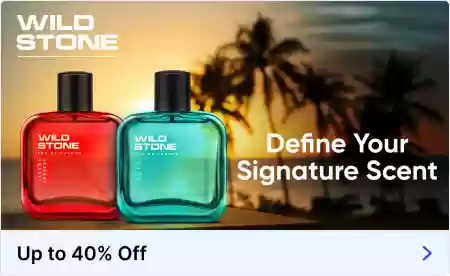 WILD
STONE
WILD
STONE
WILD
STONE
Define Your
Signature Scent
Up to 40% Off